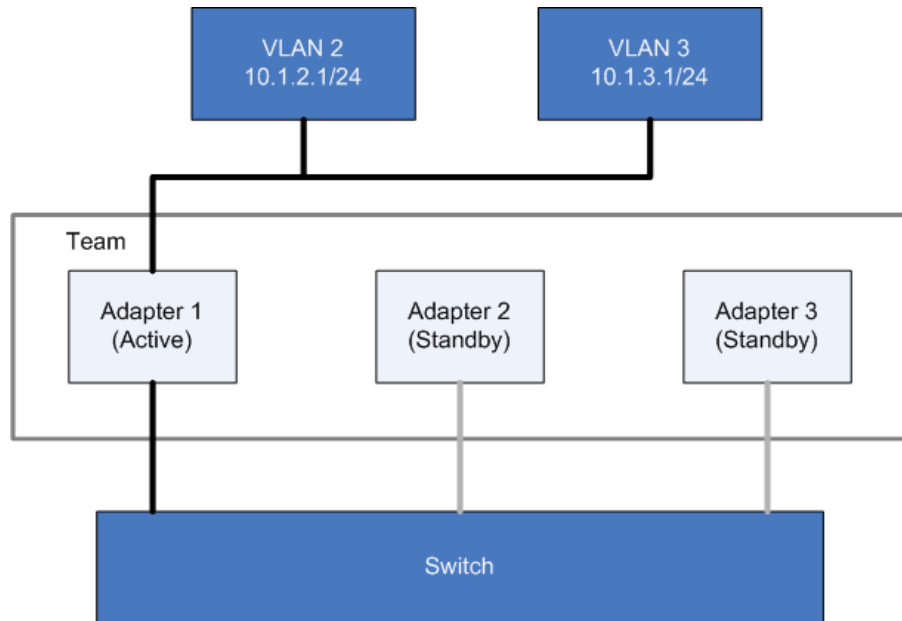 VLAN 2
10.1.2.1/24
VLAN 3
10.1.3.1/24
Team
Adapter 1
(Active)
Adapter 2
(Standby)
Adapter 3
(Standby)
Switch